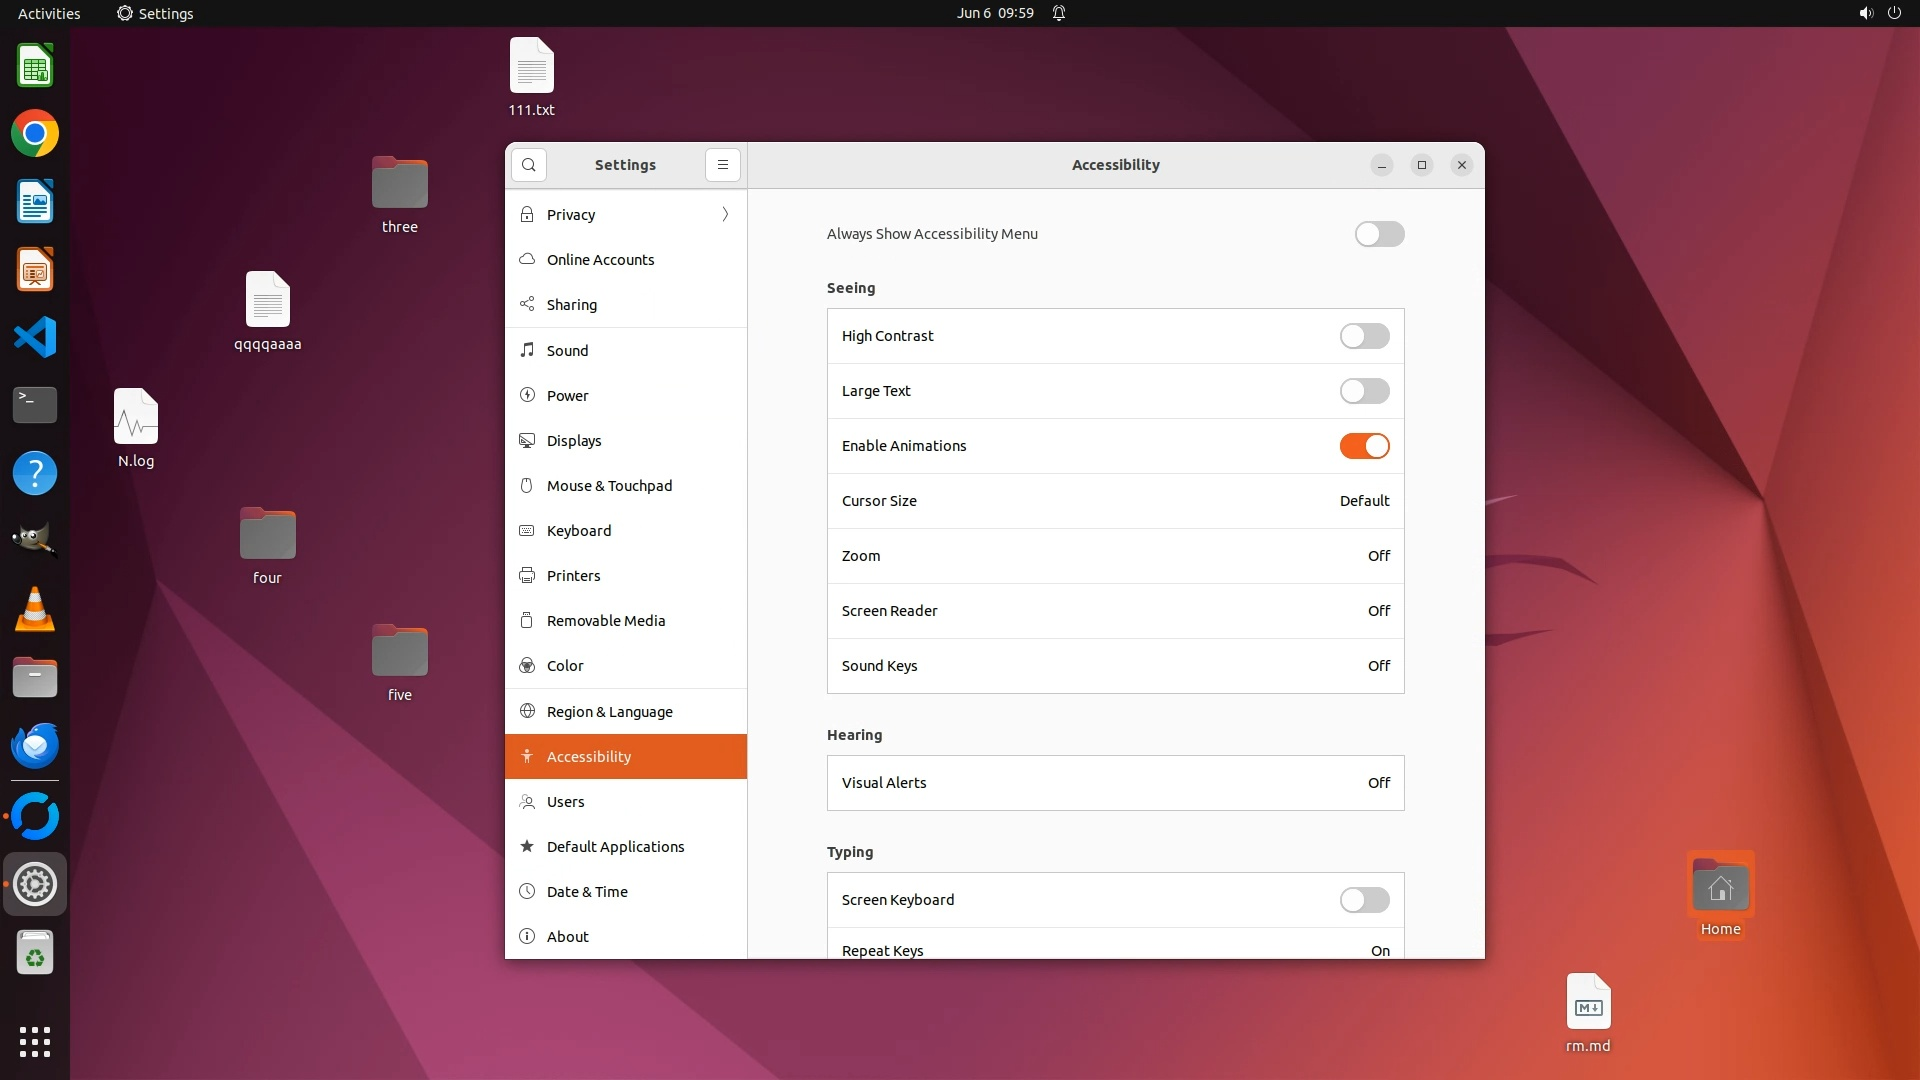 Activities
Settings
Jun 6 09:59
111.txt
three
qqqqaaaa
N.log
four
five
Home
rm.md
Settings
Accessibility
Privacy
Online Accounts
Sharing
Sound
Power
Displays
Mouse & Touchpad
Keyboard
Printers
Removable Media
Color
Region & Language
Accessibility
Users
Default Applications
Date & Time
About
Always Show Accessibility Menu
Seeing
High Contrast
Large Text
Enable Animations
Cursor Size Default
Zoom Off
Screen Reader Off
Sound Keys Off
Hearing
Visual Alerts Off
Typing
Screen Keyboard
Repeat Keys On